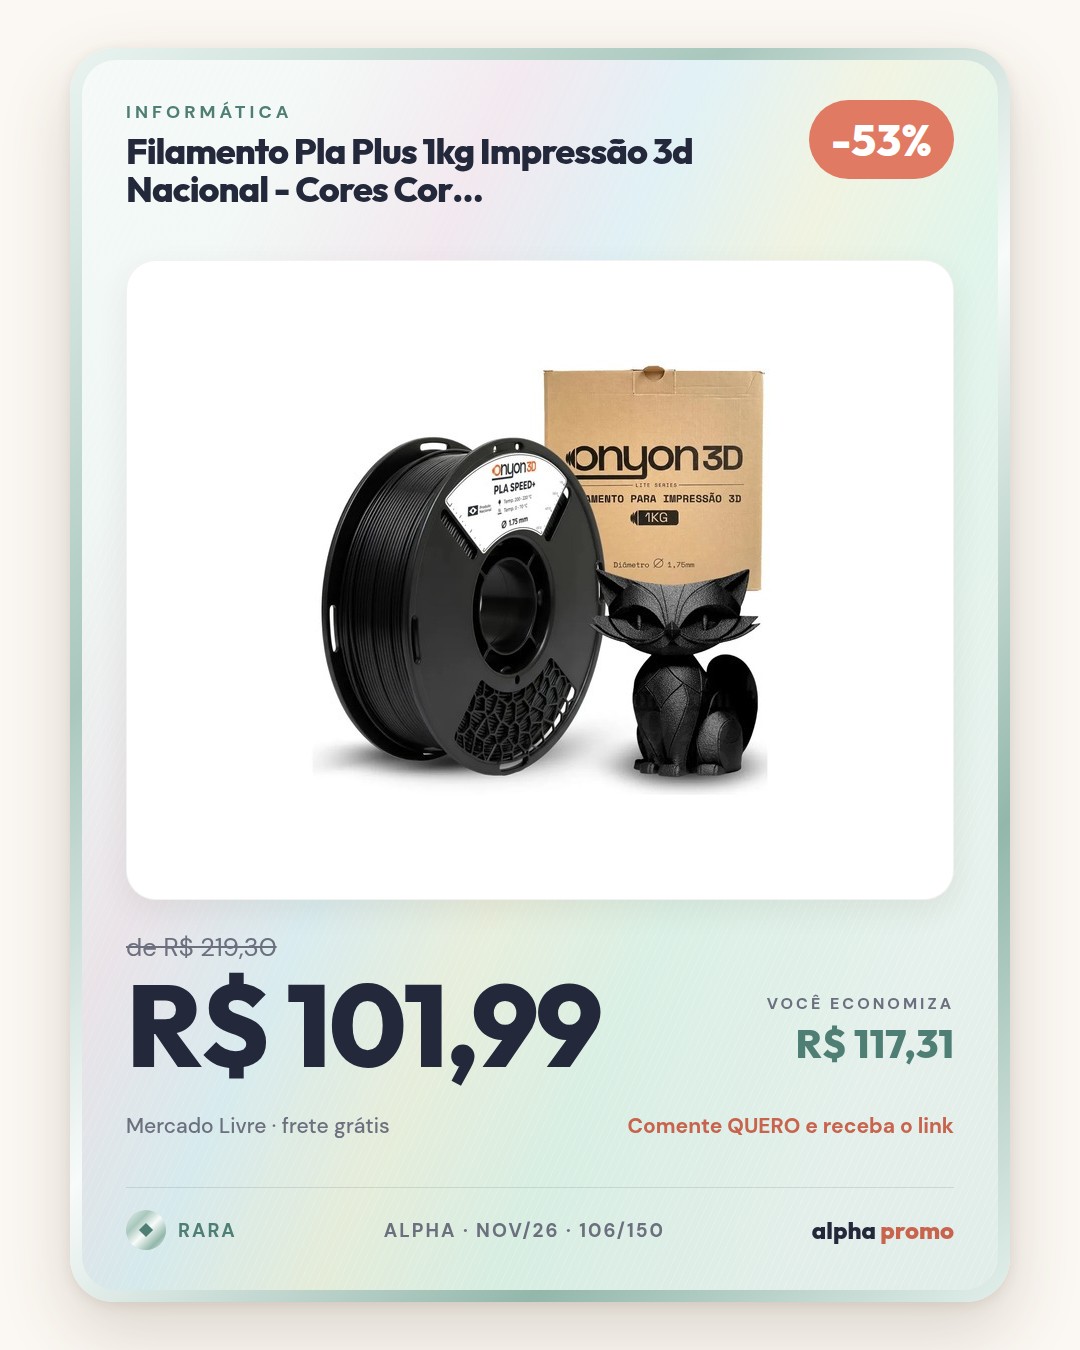 INFORMÁTICA
Filamento Pla Plus 1kg Impressão 3d
Nacional - Cores Cor...
-53%
onyon3D
LITE SERIES
AMENTO PARA IMPRESSÃO 3D
1KG
Diâmetro Ø 1,75mm
onyon3D
PLA SPEED+
Ø 1.75 mm
de R$ 219,30
R$ 101,99
VOCÊ ECONOMIZA
R$ 117,31
Mercado Livre · frete grátis
Comente QUERO e receba o link
RARA
ALPHA · NOV/26 · 106/150
alpha promo